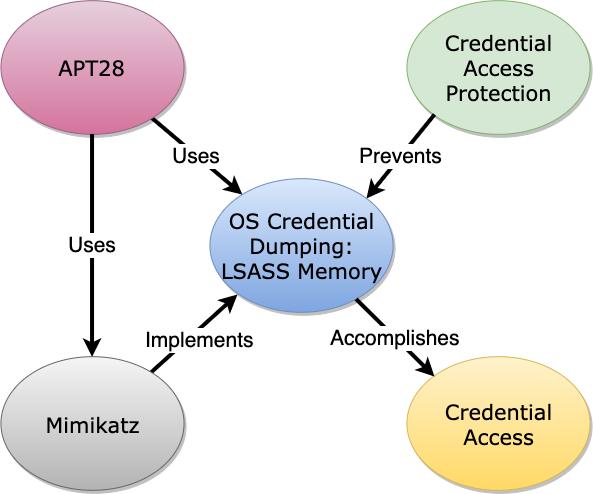 APT28
Credential
Access
Protection
Uses
Prevents
OS Credential
Dumping:
LSASS Memory
Uses
Implements
Accomplishes
Mimikatz
Credential
Access